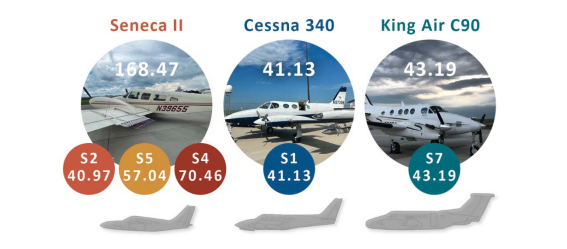 Seneca II
Cessna 340
King Air C90
168.47
41.13
43.19
N3965S
S2
40.97
S5
57.04
S4
70.46
S1
41.13
S7
43.19